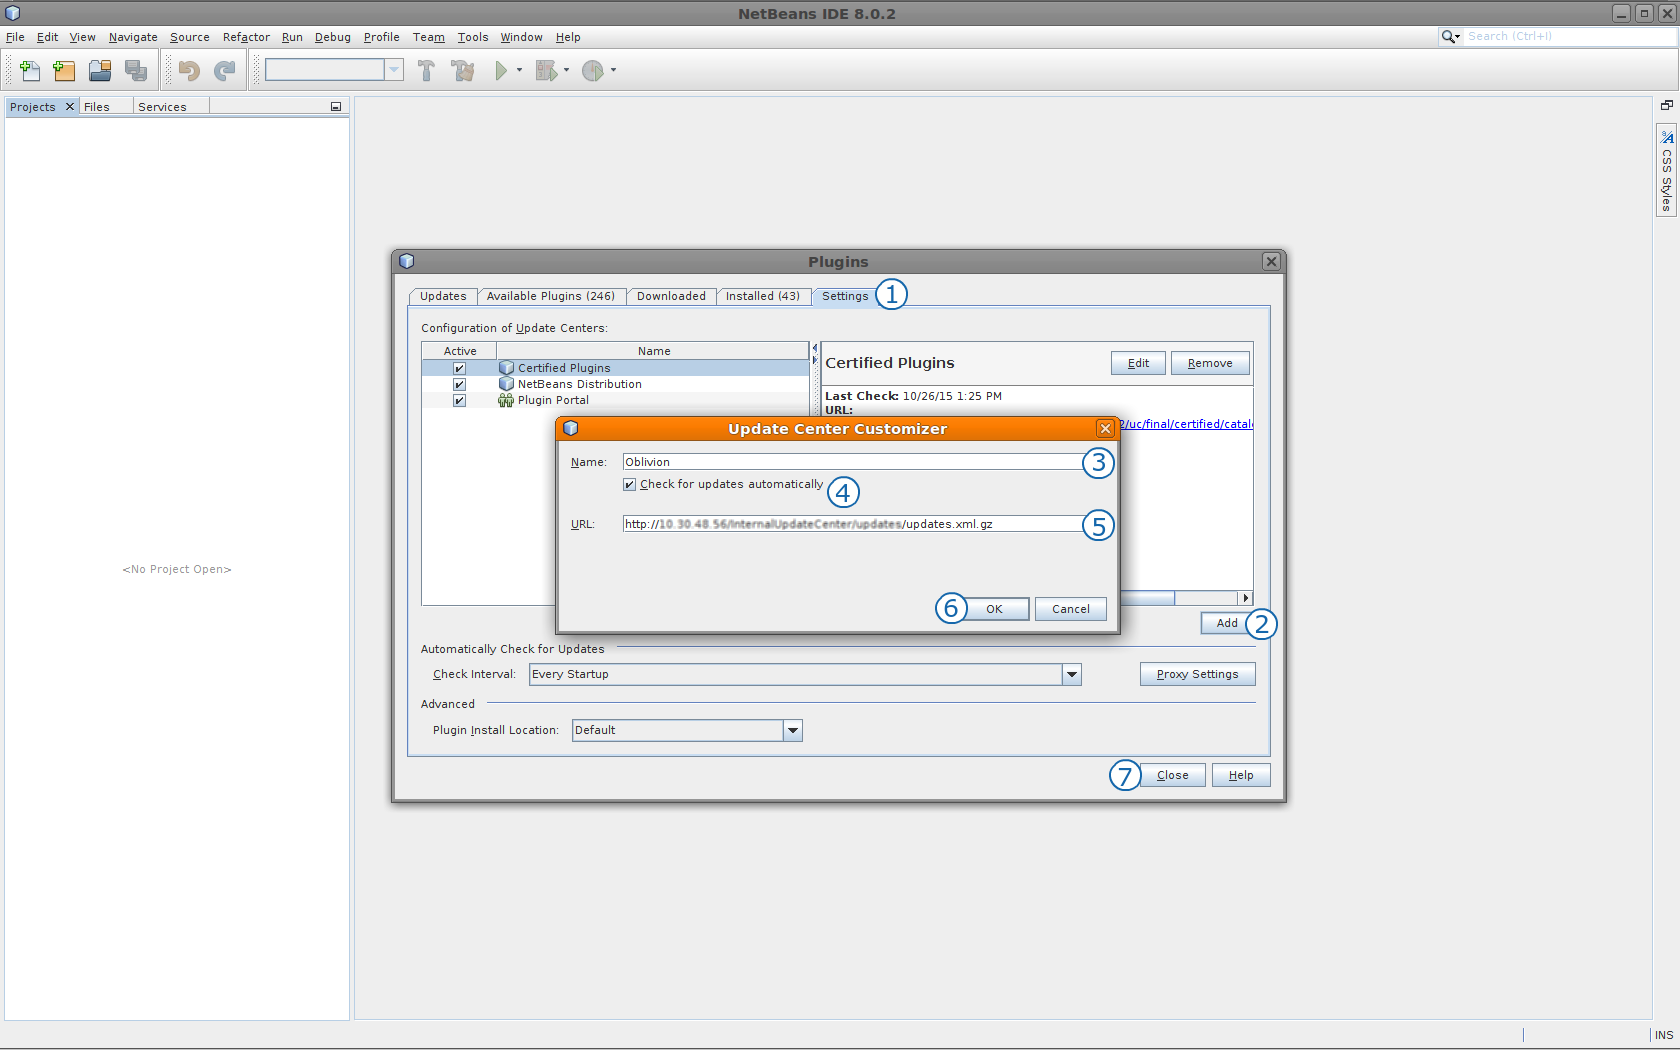 NetBeans IDE 8.0.2
File Edit View Navigate Source Refactor Run Debug Profile Team Tools Window Help
Search (Ctrl+I)
Projects Files Services
CSS Styles
<No Project Open>
Plugins
Updates Available Plugins (246) Downloaded Installed (43) Settings 1
Configuration of Update Centers:
Active Name
Certified Plugins
NetBeans Distribution
Plugin Portal
Certified Plugins Edit Remove
Last Check: 10/26/15 1:25 PM
URL:
2/uc/final/certified/catal
Update Center Customizer
Name: Oblivion 3
Check for updates automatically 4
URL: http://10.30.48.56/InternalUpdateCenter/updates/updates.xml.gz 5
6 OK Cancel
Add 2
Automatically Check for Updates
Check Interval: Every Startup Proxy Settings
Advanced
Plugin Install Location: Default
7 Close Help
INS